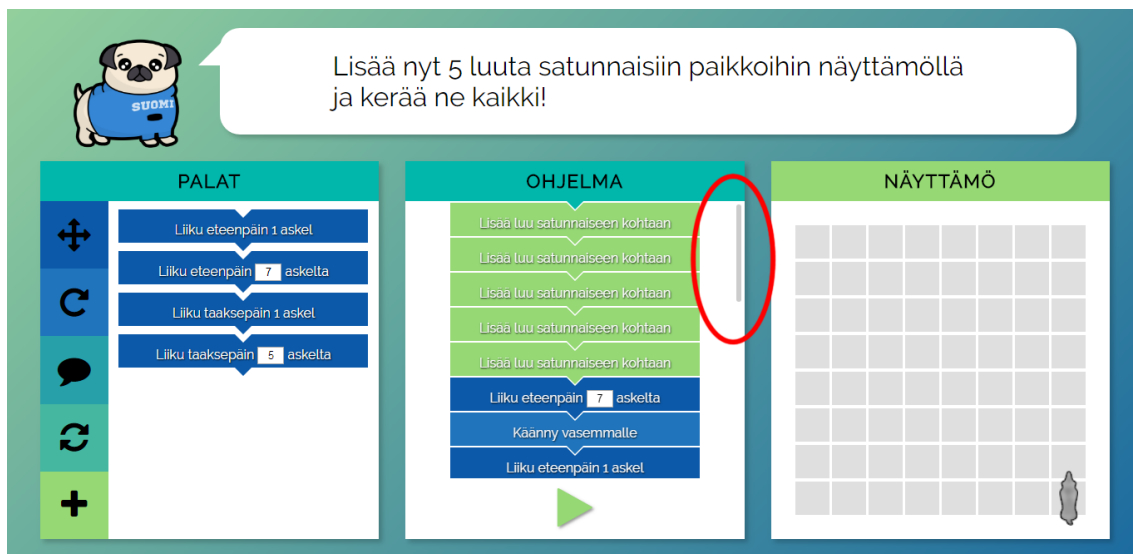 Lisää nyt 5 luuta satunnaisiin paikkoihin näyttämöllä
ja kerää ne kaikki!
SUOMI
PALAT
Liiku eteenpäin 1 askel
Liiku eteenpäin 7 askelta
Liiku taaksepäin 1 askel
Liiku taaksepäin 5 askelta
OHJELMA
Lisää luu satunnaiseen kohtaan
Lisää luu satunnaiseen kohtaan
Lisää luu satunnaiseen kohtaan
Lisää luu satunnaiseen kohtaan
Lisää luu satunnaiseen kohtaan
Liiku eteenpäin 7 askelta
Käänny vasemmalle
Liiku eteenpäin 1 askel
NÄYTTÄMÖ